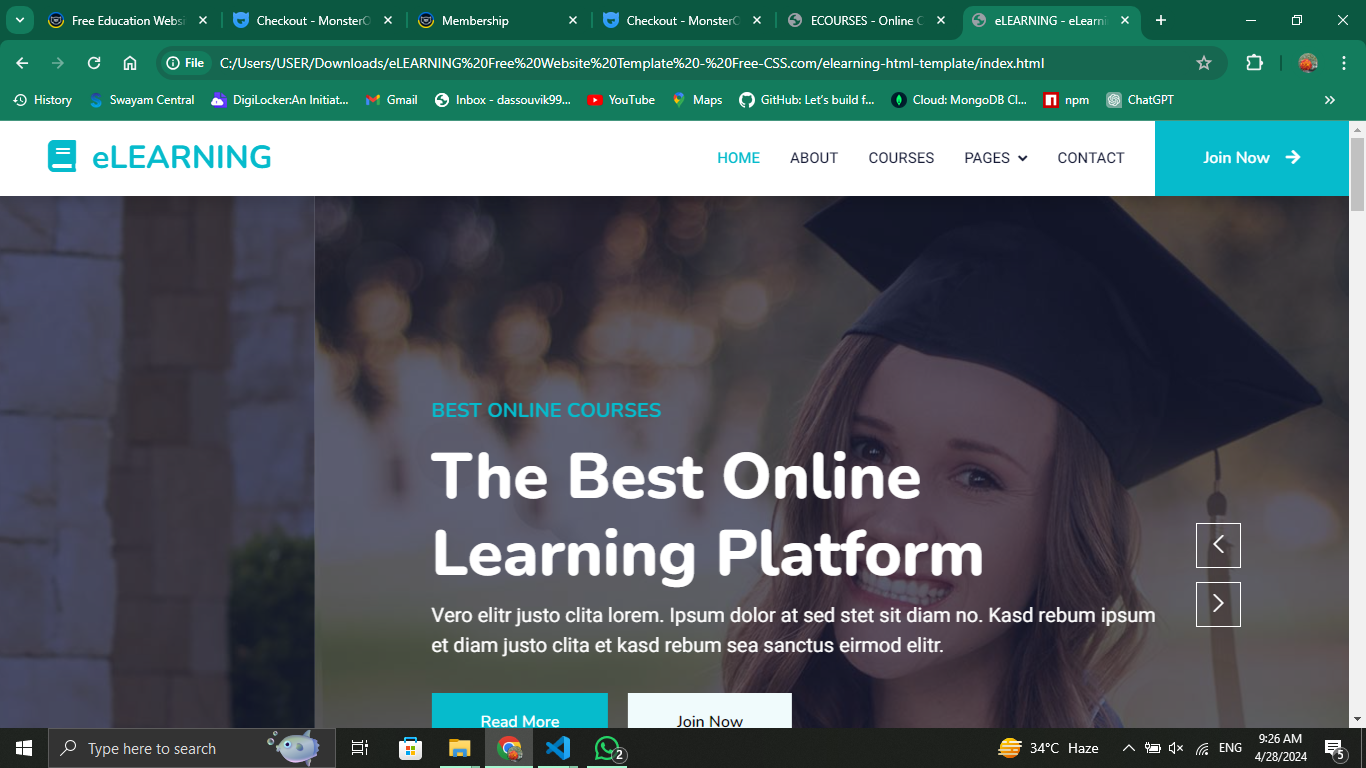 Free Education Websi
Checkout - MonsterO
Membership
Checkout - MonsterO
ECOURSES - Online C
eLEARNING - eLearni
File
C:/Users/USER/Downloads/eLEARNING%20Free%20Website%20Template%20-%20Free-CSS.com/elearning-html-template/index.html
History
Swayam Central
DigiLocker:An Initiat...
Gmail
Inbox - dassouvik99...
YouTube
Maps
GitHub: Let's build f...
Cloud: MongoDB Cl...
npm
ChatGPT
eLEARNING
HOME
ABOUT
COURSES
PAGES
CONTACT
Join Now
BEST ONLINE COURSES
The Best Online
Learning Platform
Vero elitr justo clita lorem. Ipsum dolor at sed stet sit diam no. Kasd rebum ipsum
et diam justo clita et kasd rebum sea sanctus eirmod elitr.
Read More
Join Now
Type here to search
2
34°C Haze
ENG
9:26 AM
4/28/2024
5